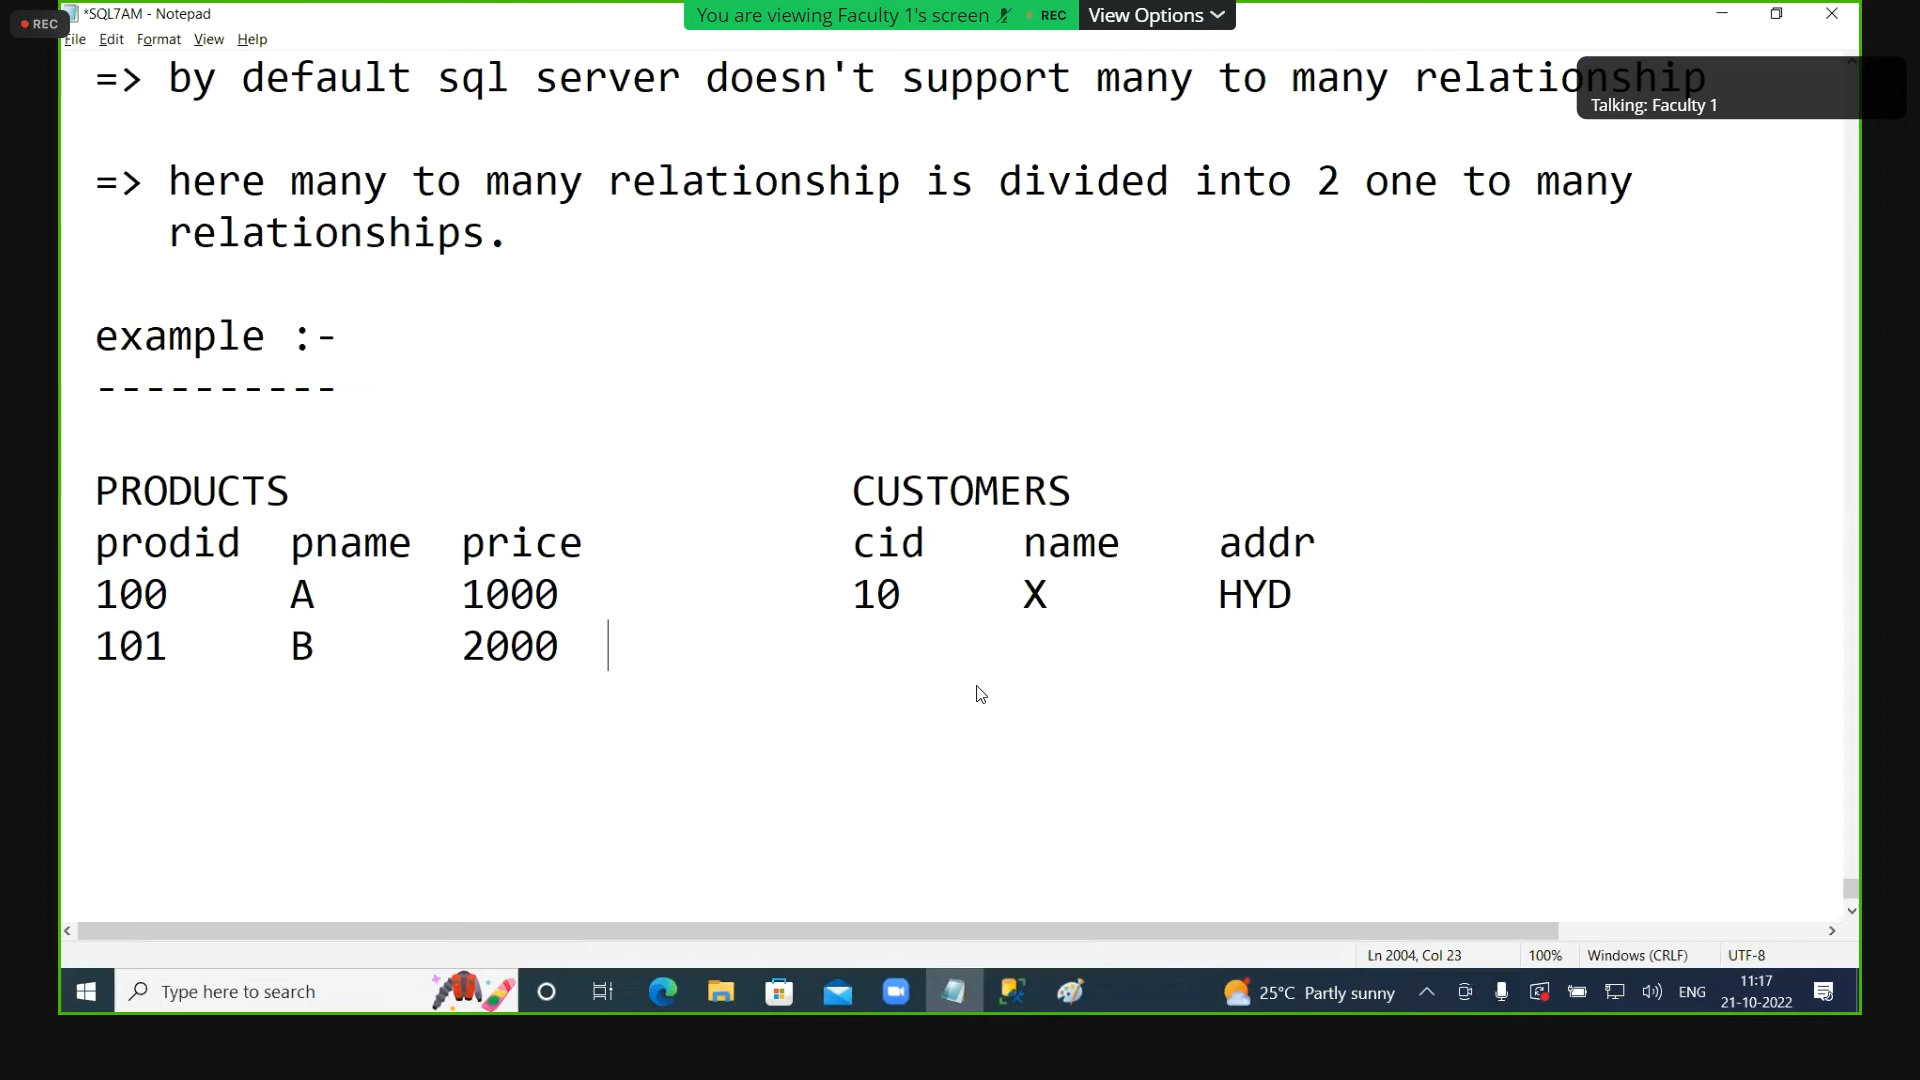 REC
*SQL7AM - Notepad
You are viewing Faculty 1's screen REC View Options
File Edit Format View Help
=> by default sql server doesn't support many to many relationship
Talking: Faculty 1
=> here many to many relationship is divided into 2 one to many
relationships.
example :-
----------
PRODUCTS CUSTOMERS
prodid pname price cid name addr
100 A 1000 10 X HYD
101 B 2000
Ln 2004, Col 23 100% Windows (CRLF) UTF-8
Type here to search 25°C Partly sunny ENG 11:17
21-10-2022